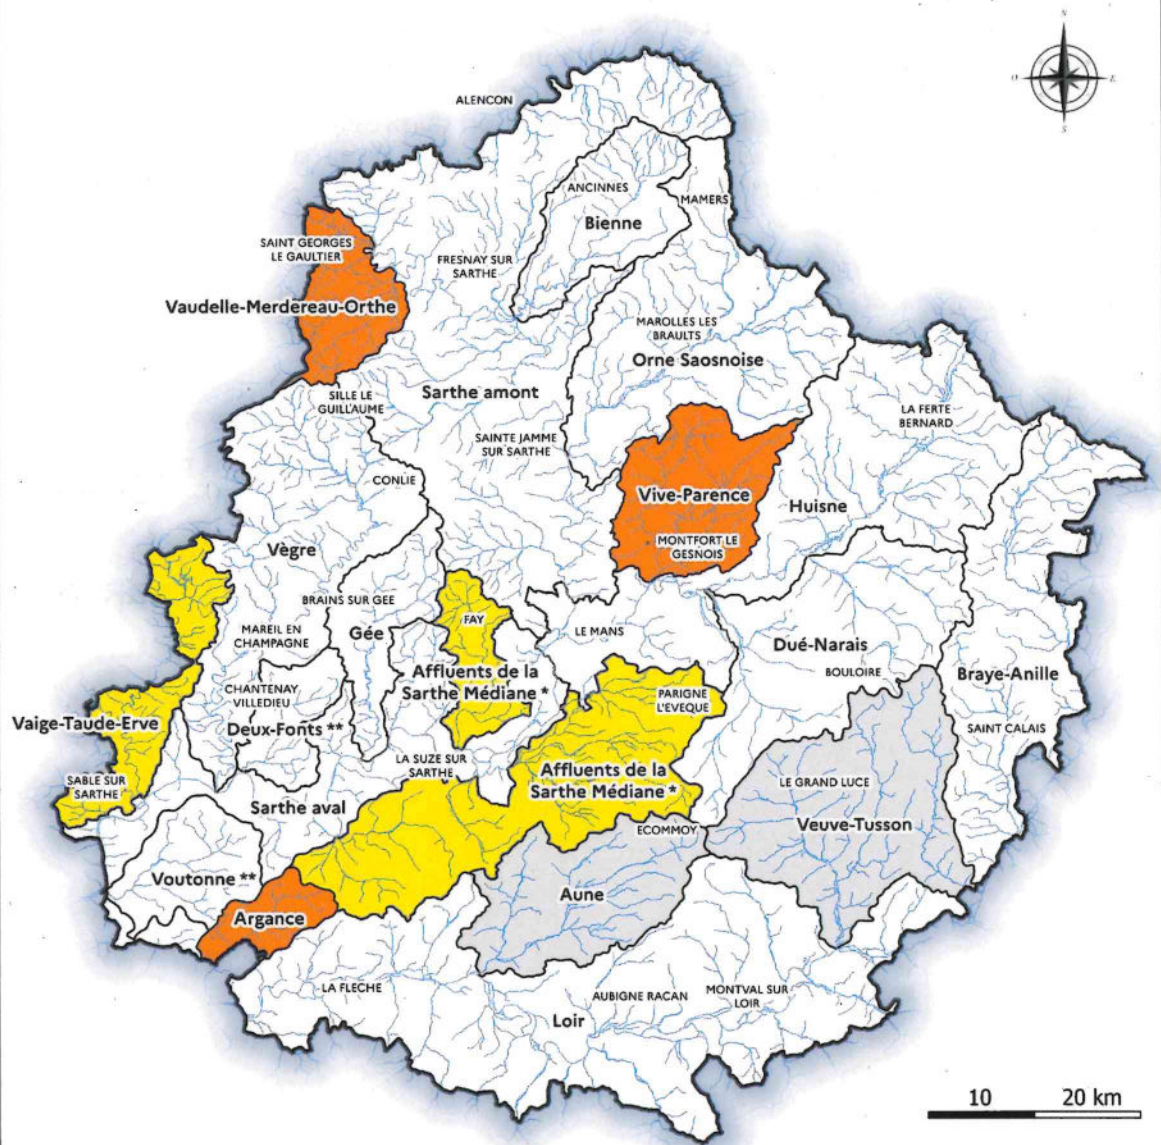 N
O
E
S
ALENCON
ANCINNES
MAMERS
Bienne
SAINT GEORGES
LE GAULTIER
FRESNAY SUR
SARTHE
Vaudelle-Merdereau-Orthe
MAROLLES LES
BRAULTS
Orne Saosnoise
Sarthe amont
SILLE LE
GUILLAUME
LA FERTE
BERNARD
SAINTE JAMME
SUR SARTHE
CONLIE
Vive-Parence
Huisne
MONTFORT LE
GESNOIS
Vègre
BRAINS SUR GEE
FAY
Gée
LE MANS
MAREIL EN
CHAMPAGNE
Dué-Narais
BOULOIRE
Braye-Anille
Affluents de la
Sarthe Médiane *
CHANTENAY
VILLEDIEU
PARIGNE
L'EVEQUE
Vaige-Taude-Erve
Deux-Fonts **
SAINT CALAIS
LA SUZE SUR
SARTHE
Affluents de la
Sarthe Médiane *
SABLE SUR
SARTHE
LE GRAND LUCE
Sarthe aval
Veuve-Tusson
ECOMMOY
Voutonne **
Aune
Argance
LA FLECHE
AUBIGNE RACAN
MONTVAL SUR
LOIR
Loir
10 20 km